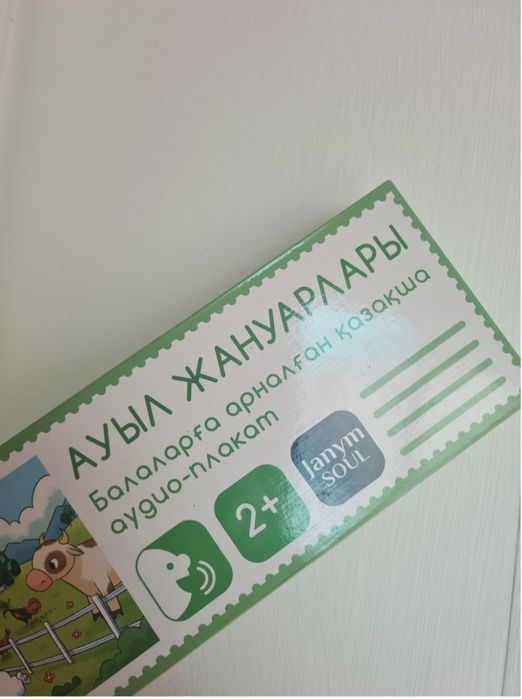 АУЫЛ ЖАНУАРЛАРЫ
Балаларға арналған қазақша
аудио-плакат
2+
Janym
SOUL